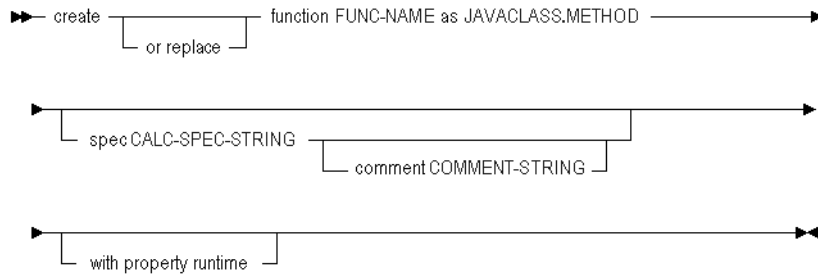 create function FUNC-NAME as JAVACLASS.METHOD
or replace
spec CALC-SPEC-STRING
comment COMMENT-STRING
with property runtime